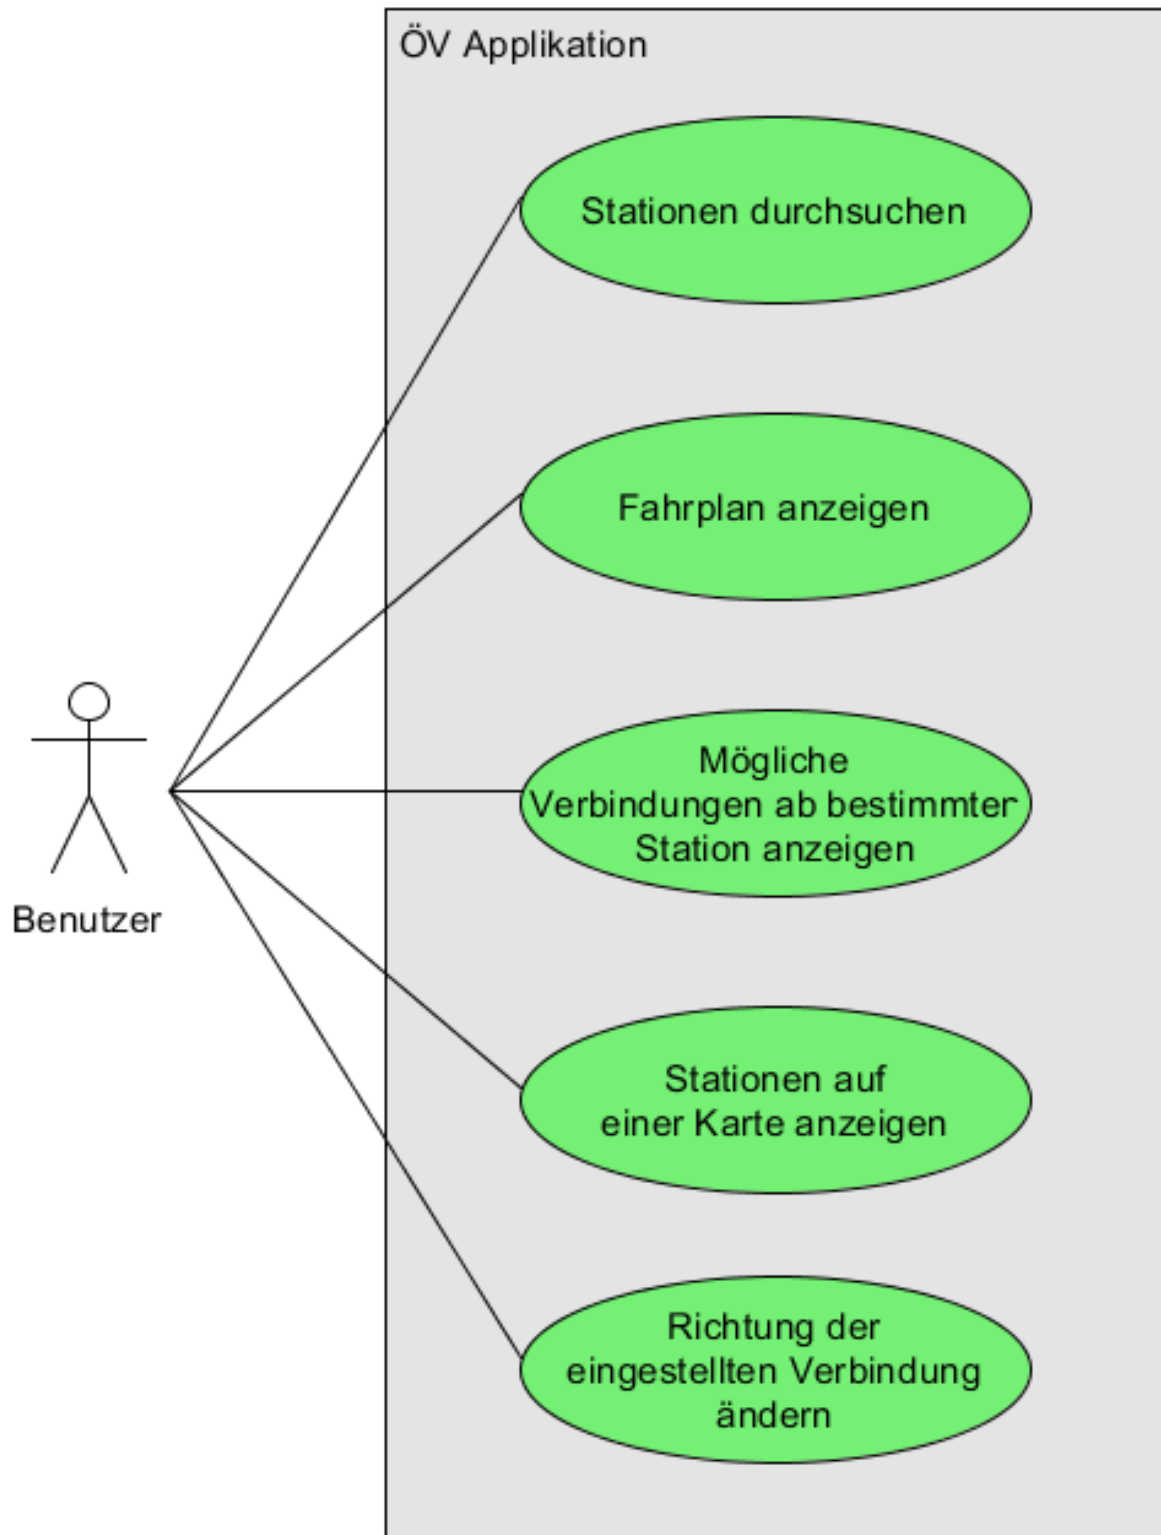 ÖV Applikation
Stationen durchsuchen
Fahrplan anzeigen
Mögliche
Verbindungen ab bestimmter
Station anzeigen
Benutzer
Stationen auf
einer Karte anzeigen
Richtung der
eingestellten Verbindung
ändern